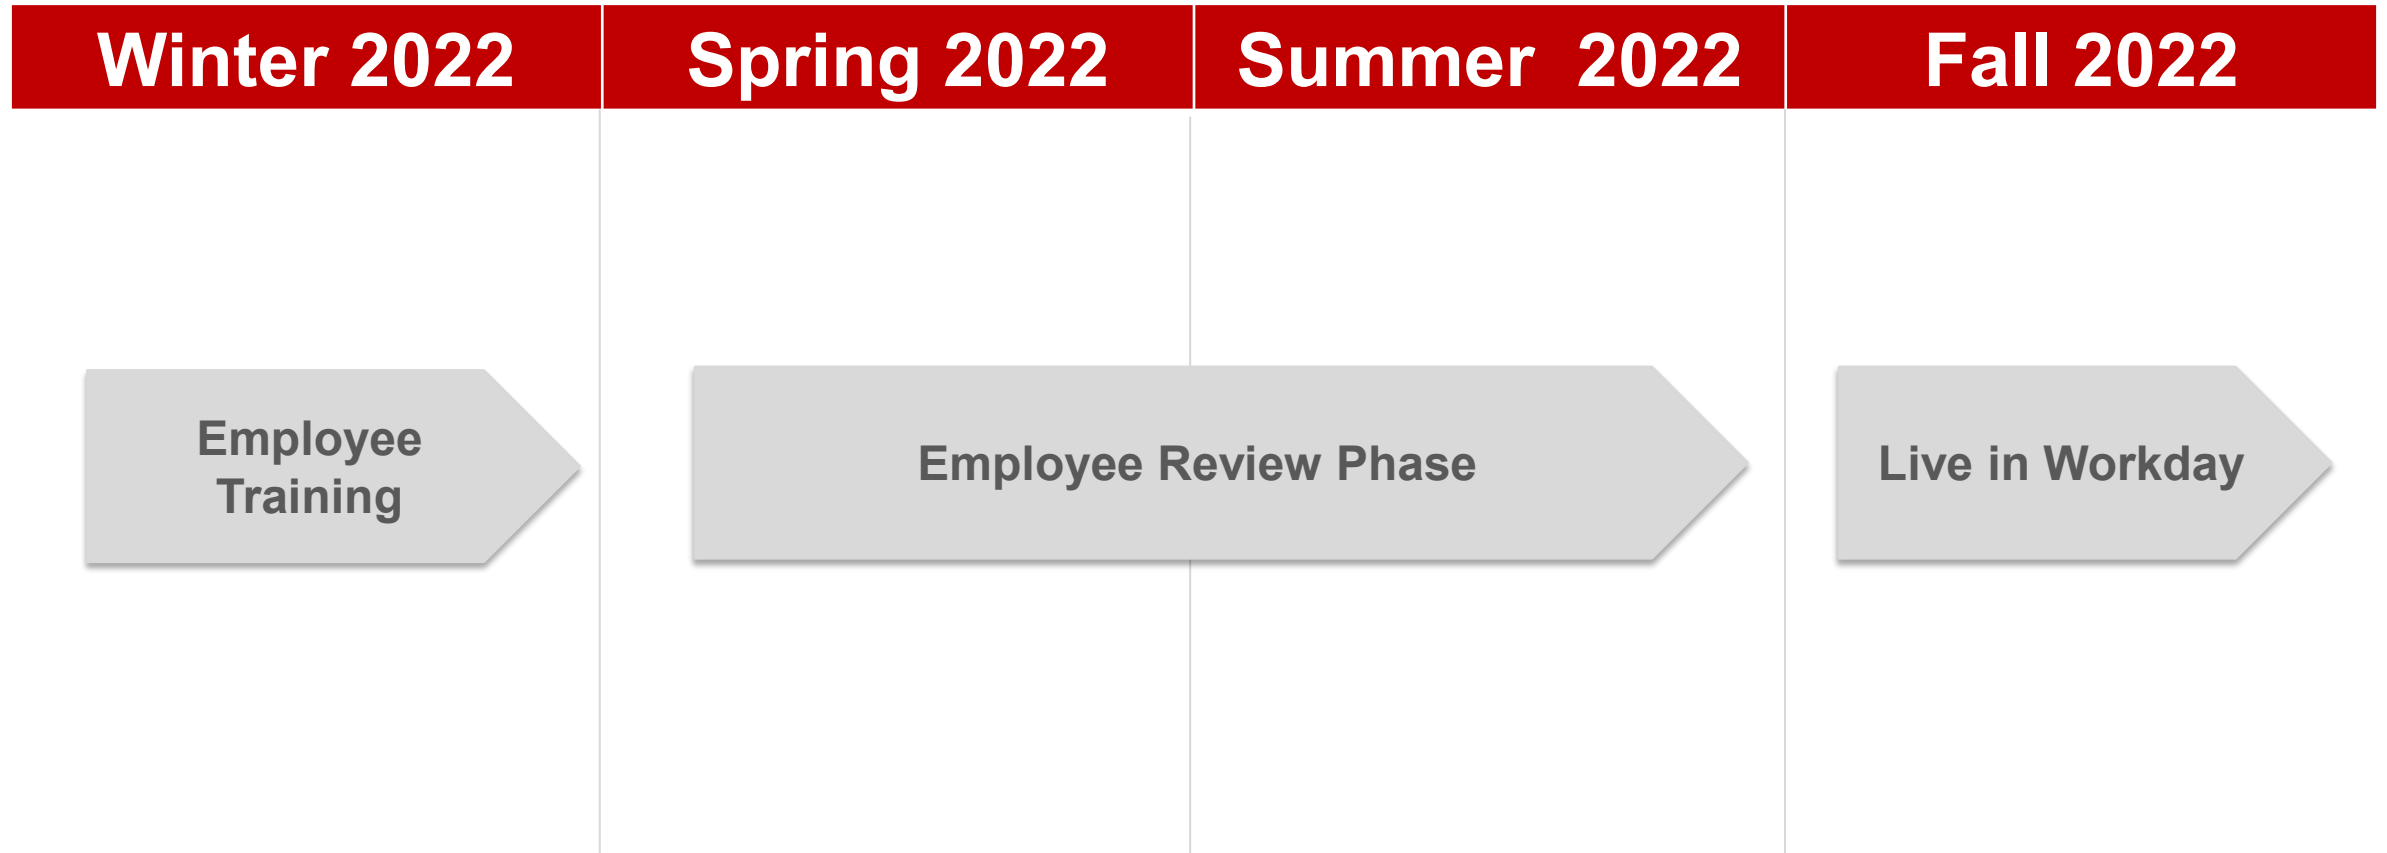 Winter 2022
Spring 2022
Summer  2022
Fall 2022
Employee
Training
Employee Review Phase
Live in Workday